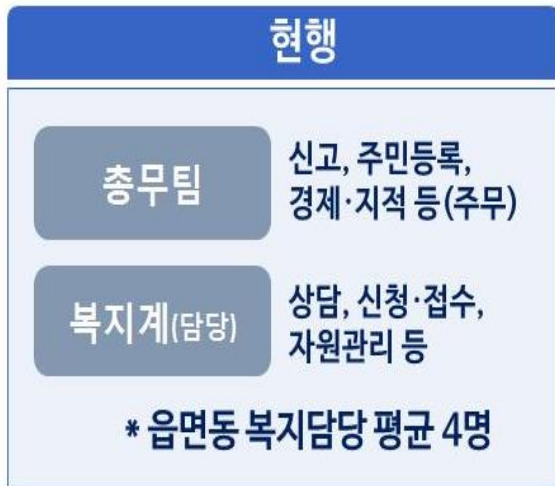 현행
총무팀
신고, 주민등록,
경제·지적 등(주무)
복지계(담당)
상담, 신청·접수,
자원관리 등
* 읍면동 복지담당 평균 4명